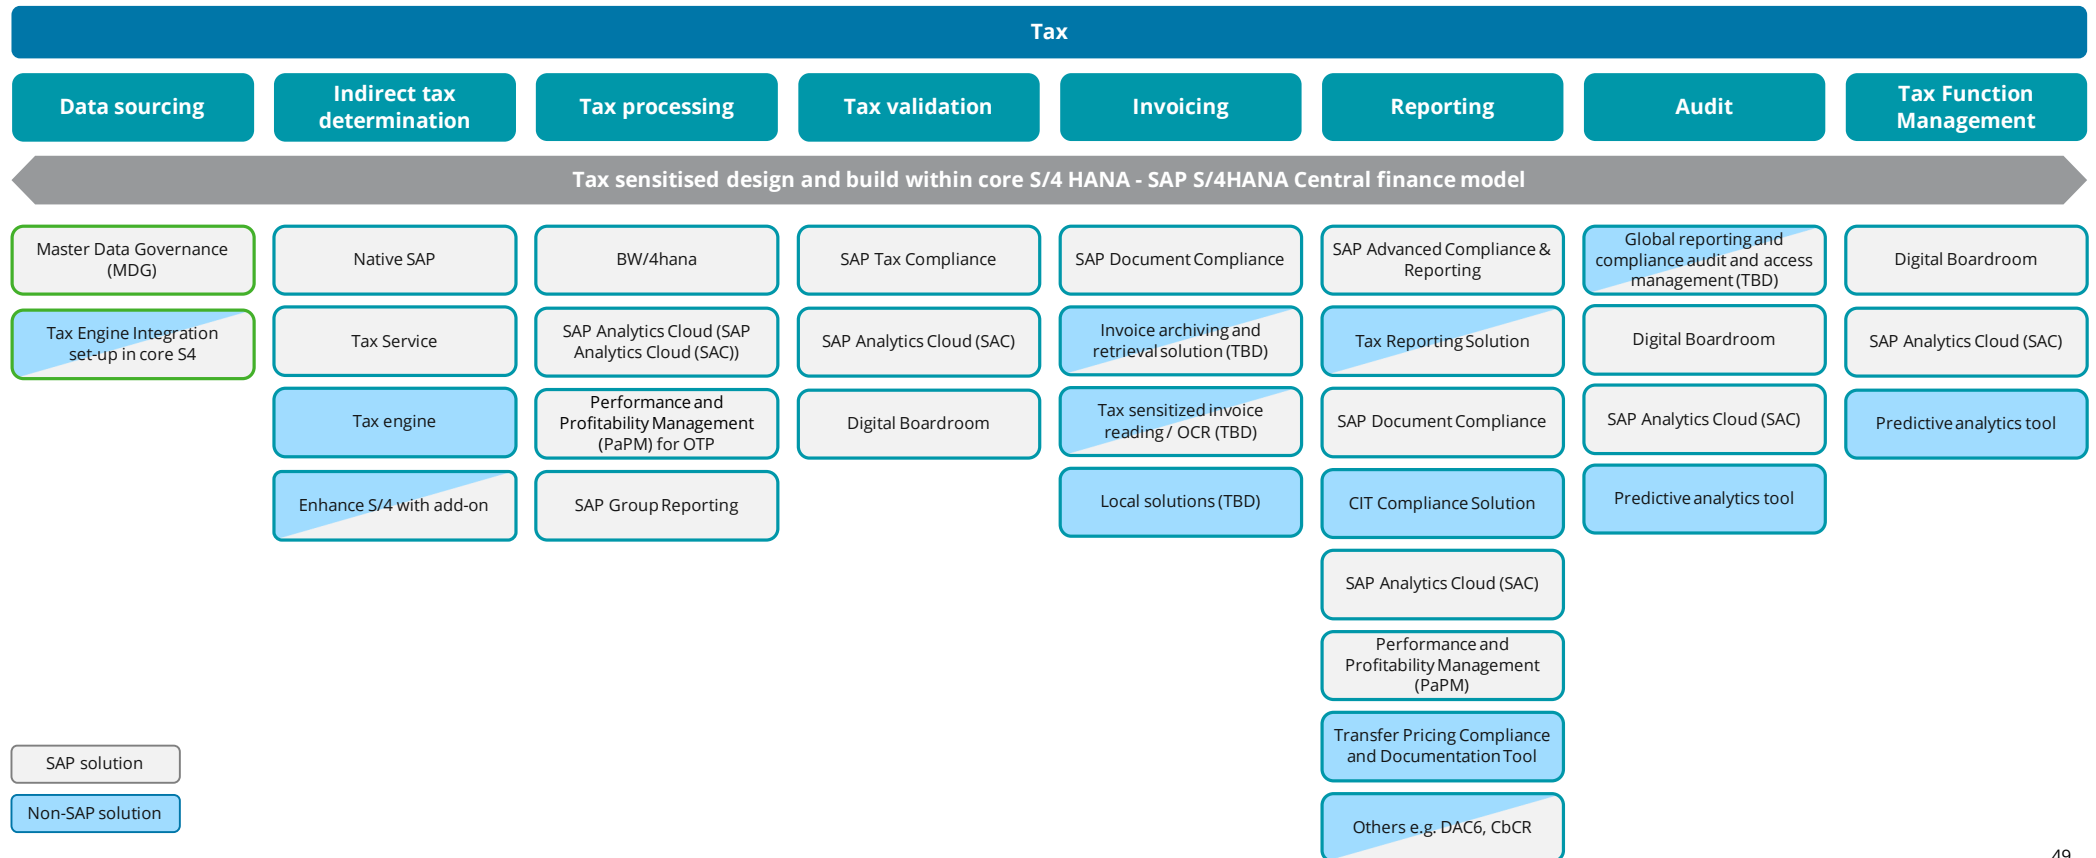 Tax
Data sourcing
Indirect tax
determination
Tax processing
Tax validation
Invoicing
Reporting
Audit
Tax Function
Management
Tax sensitised design and build within core S/4 HANA - SAP S/4HANA Central finance model
Master Data Governance
(MDG)
Tax Engine Integration
set-up in core S4
Native SAP
Tax Service
Tax engine
Enhance S/4 with add-on
BW/4hana
SAP Analytics Cloud (SAP
Analytics Cloud (SAC))
Performance and
Profitability Management
(PaPM) for OTP
SAP Group Reporting
SAP Tax Compliance
SAP Analytics Cloud (SAC)
Digital Boardroom
SAP Document Compliance
Invoice archiving and
retrieval solution (TBD)
Tax sensitized invoice
reading / OCR (TBD)
Local solutions (TBD)
SAP Advanced Compliance &
Reporting
Tax Reporting Solution
SAP Document Compliance
CIT Compliance Solution
SAP Analytics Cloud (SAC)
Performance and
Profitability Management
(PaPM)
Transfer Pricing Compliance
and Documentation Tool
Others e.g. DAC6, CbCR
Global reporting and
compliance audit and access
management (TBD)
Digital Boardroom
SAP Analytics Cloud (SAC)
Predictive analytics tool
Digital Boardroom
SAP Analytics Cloud (SAC)
Predictive analytics tool
SAP solution
Non-SAP solution
49